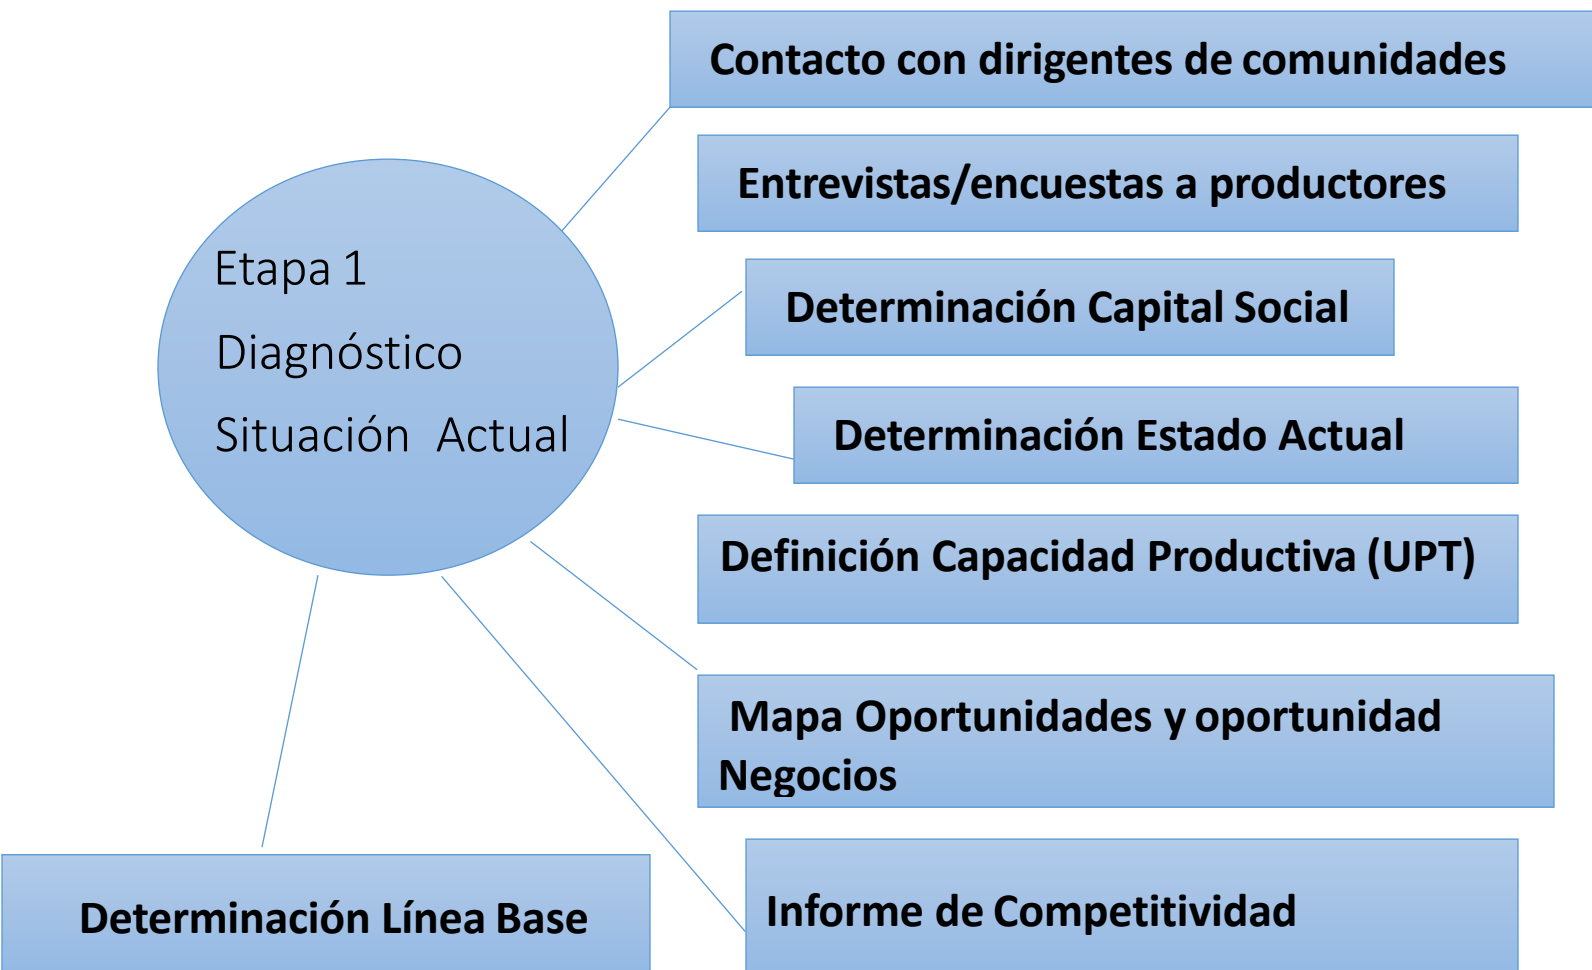 Contacto con dirigentes de comunidades
Entrevistas/encuestas a productores
Etapa 1
Diagnóstico
Situación Actual
Determinación Capital Social
Determinación Estado Actual
Definición Capacidad Productiva (UPT)
Mapa Oportunidades y oportunidad
Negocios
Informe de Competitividad
Determinación Línea Base